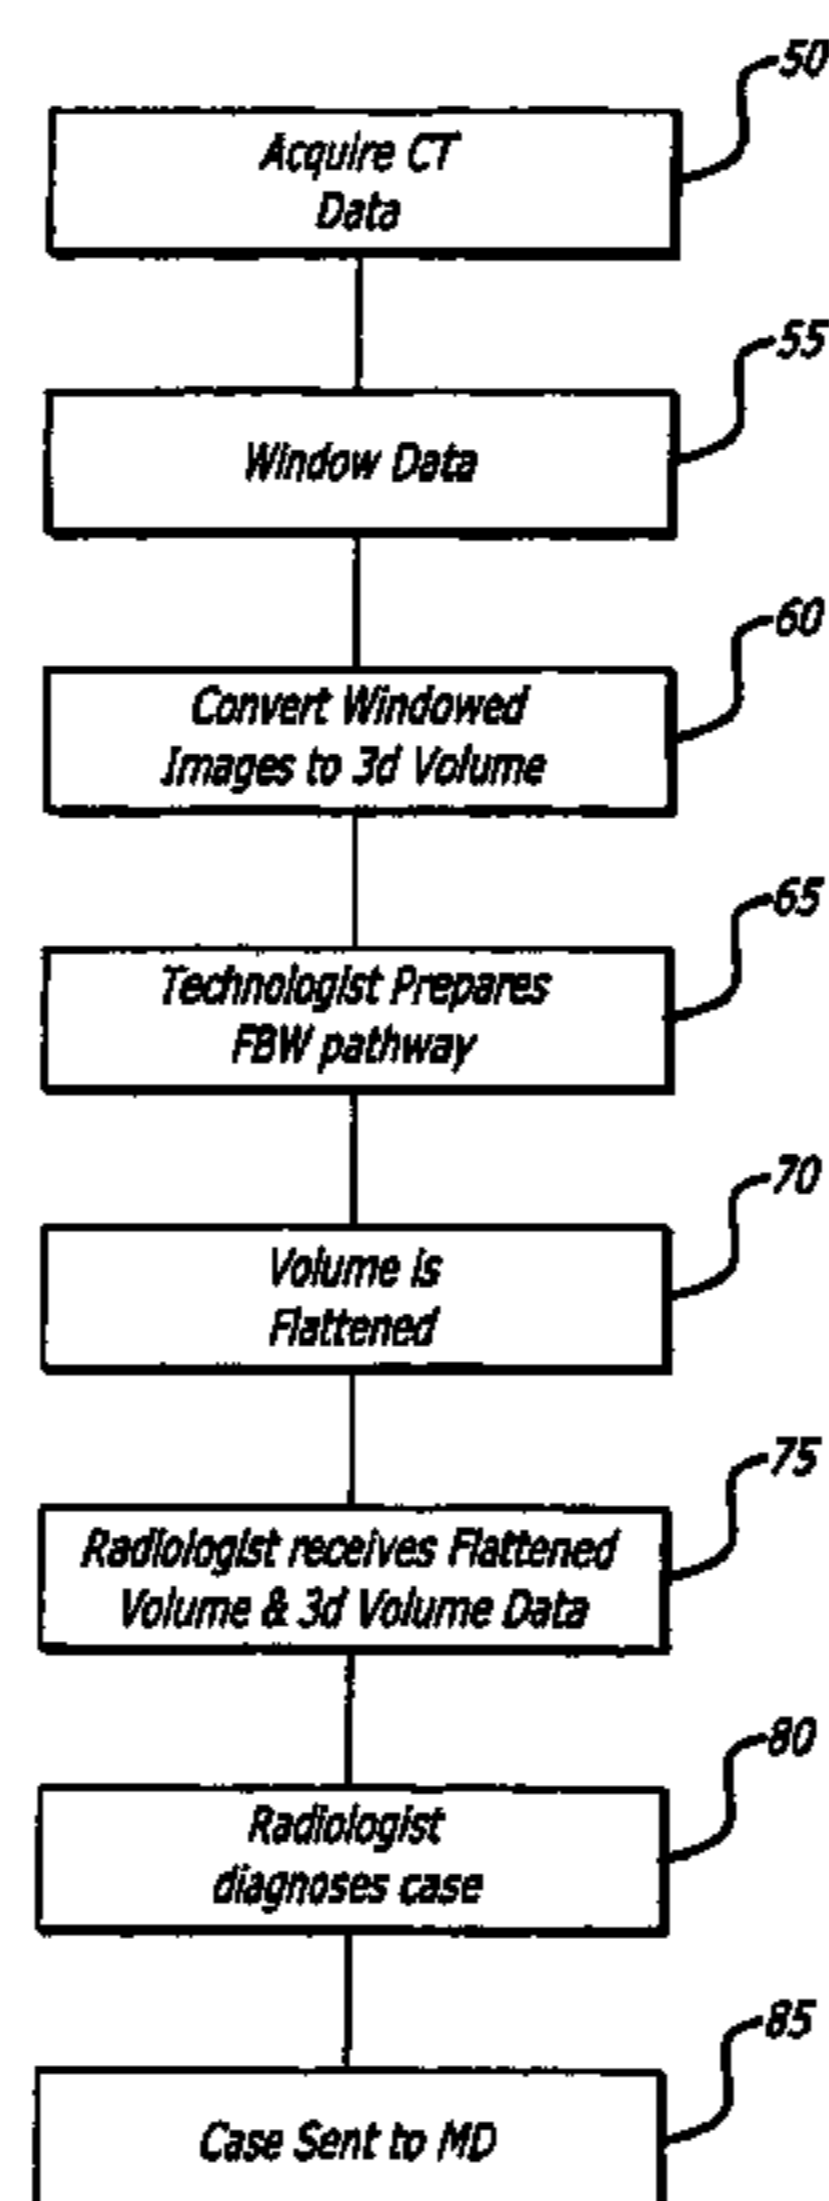 50
Acquire CT
Data
55
Window Data
60
Convert Windowed
Images to 3d Volume
65
Technologist Prepares
FBW pathway
70
Volume is
Flattened
75
Radiologist receives Flattened
Volume & 3d Volume Data
80
Radiologist
diagnoses case
85
Case Sent to MD